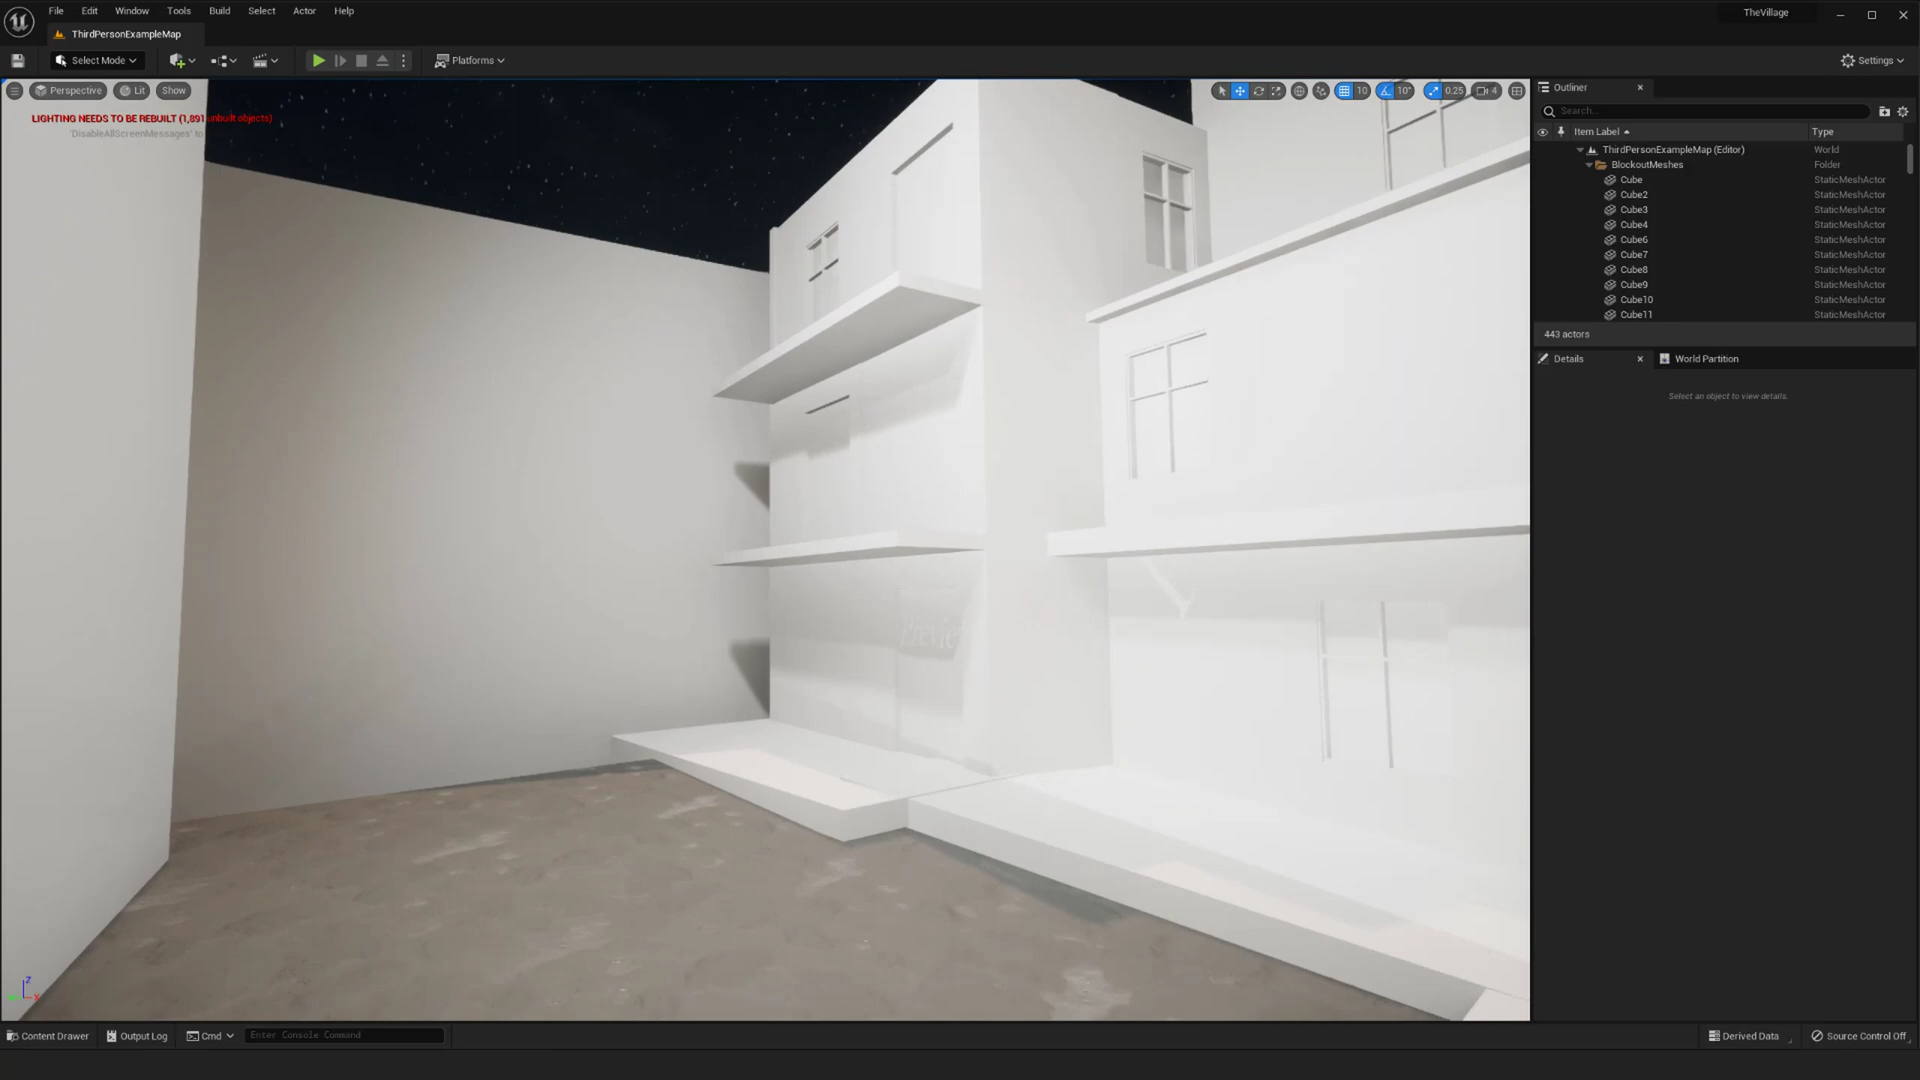 File Edit Window Tools Build Select Actor Help
TheVillage
ThirdPersonExampleMap
Select Mode
Platforms
Settings
Perspective Lit Show
10 10° 0.25 4
LIGHTING NEEDS TO BE REBUILT (1,891 unbuilt objects)
'DisableAllScreenMessages' to
Previe
Outliner
Search...
Item Label Type
ThirdPersonExampleMap (Editor) World
BlockoutMeshes Folder
Cube StaticMeshActor
Cube2 StaticMeshActor
Cube3 StaticMeshActor
Cube4 StaticMeshActor
Cube6 StaticMeshActor
Cube7 StaticMeshActor
Cube8 StaticMeshActor
Cube9 StaticMeshActor
Cube10 StaticMeshActor
Cube11 StaticMeshActor
443 actors
Details World Partition
Select an object to view details.
Z
X
Content Drawer Output Log Cmd Enter Console Command
Derived Data Source Control Off